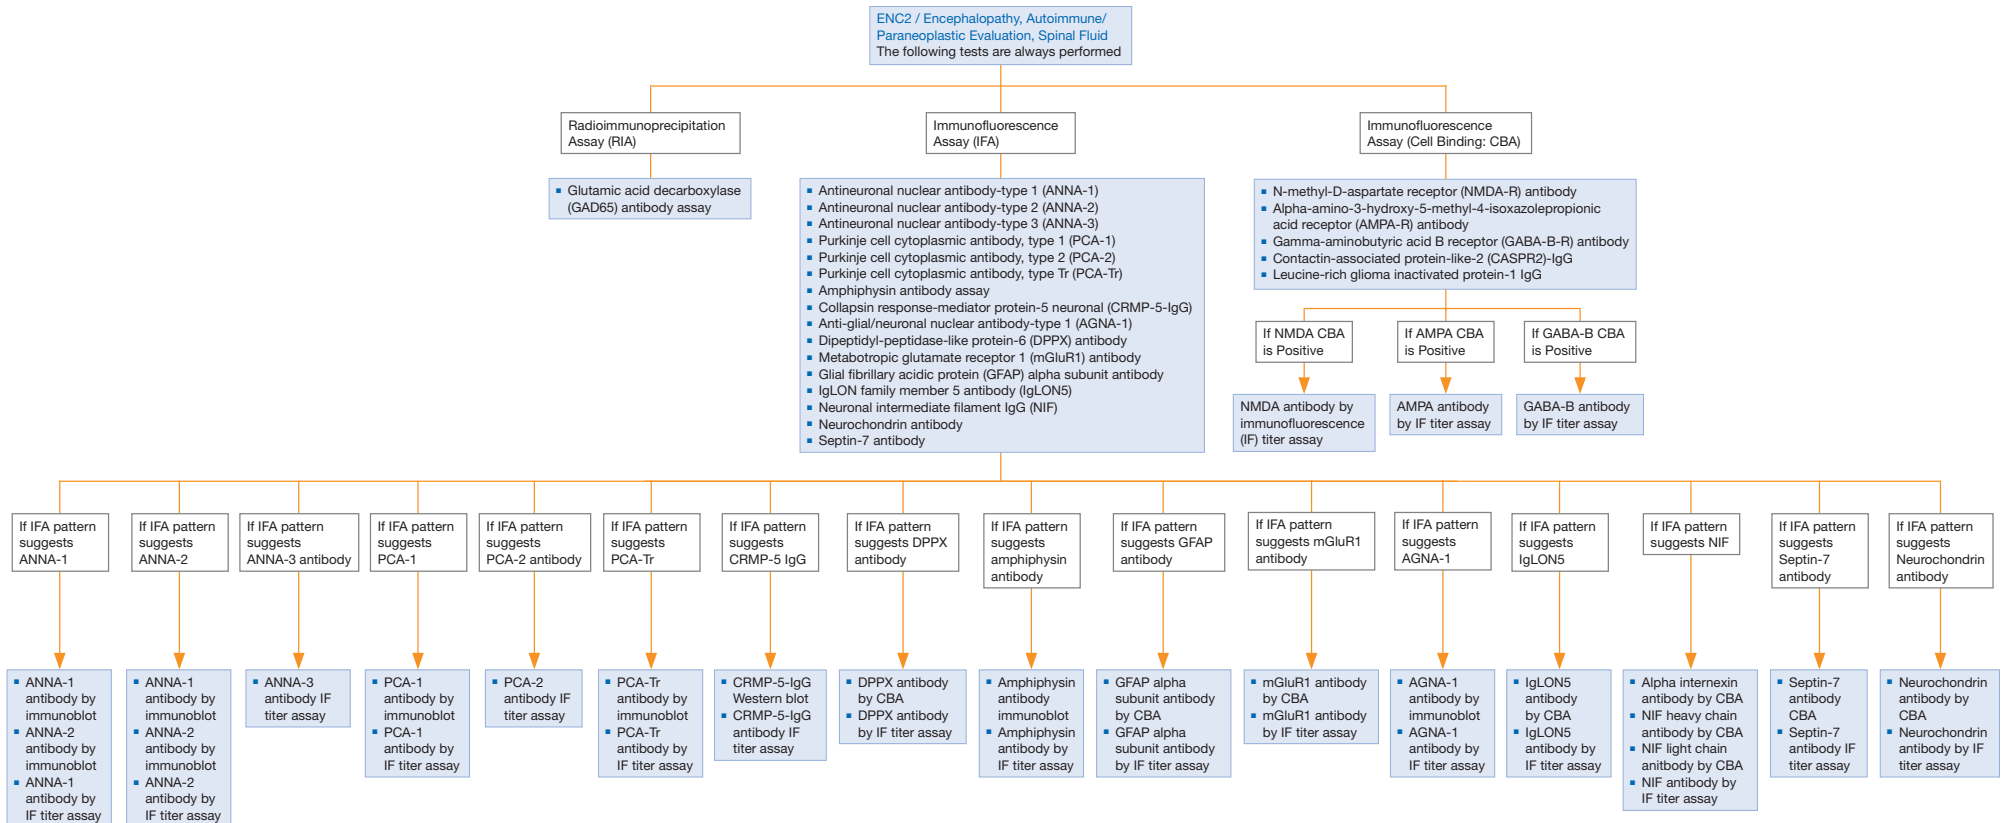 ENC2 / Encephalopathy, Autoimmune/
Paraneoplastic Evaluation, Spinal Fluid
The following tests are always performed
Radioimmunoprecipitation
Assay (RIA)
Immunofluorescence
Assay (IFA)
Immunofluorescence
Assay (Cell Binding: CBA)
▪ Glutamic acid decarboxylase
(GAD65) antibody assay
▪ Antineuronal nuclear antibody-type 1 (ANNA-1)
▪ Antineuronal nuclear antibody-type 2 (ANNA-2)
▪ Antineuronal nuclear antibody-type 3 (ANNA-3)
▪ Purkinje cell cytoplasmic antibody, type 1 (PCA-1)
▪ Purkinje cell cytoplasmic antibody, type 2 (PCA-2)
▪ Purkinje cell cytoplasmic antibody, type Tr (PCA-Tr)
▪ Amphiphysin antibody assay
▪ Collapsin response-mediator protein-5 neuronal (CRMP-5-IgG)
▪ Anti-glial/neuronal nuclear antibody-type 1 (AGNA-1)
▪ Dipeptidyl-peptidase-like protein-6 (DPPX) antibody
▪ Metabotropic glutamate receptor 1 (mGluR1) antibody
▪ Glial fibrillary acidic protein (GFAP) alpha subunit antibody
▪ IgLON family member 5 antibody (IgLON5)
▪ Neuronal intermediate filament IgG (NIF)
▪ Neurochondrin antibody
▪ Septin-7 antibody
▪ N-methyl-D-aspartate receptor (NMDA-R) antibody
▪ Alpha-amino-3-hydroxy-5-methyl-4-isoxazolepropionic
acid receptor (AMPA-R) antibody
▪ Gamma-aminobutyric acid B receptor (GABA-B-R) antibody
▪ Contactin-associated protein-like-2 (CASPR2)-IgG
▪ Leucine-rich glioma inactivated protein-1 IgG
If NMDA CBA
is Positive
If AMPA CBA
is Positive
If GABA-B CBA
is Positive
NMDA antibody by
immunofluorescence
(IF) titer assay
AMPA antibody
by IF titer assay
GABA-B antibody
by IF titer assay
If IFA pattern
suggests
ANNA-1
If IFA pattern
suggests
ANNA-2
If IFA pattern
suggests
ANNA-3 antibody
If IFA pattern
suggests
PCA-1
If IFA pattern
suggests
PCA-2 antibody
If IFA pattern
suggests
PCA-Tr
If IFA pattern
suggests
CRMP-5 IgG
If IFA pattern
suggests DPPX
antibody
If IFA pattern
suggests
amphiphysin
antibody
If IFA pattern
suggests GFAP
antibody
If IFA pattern
suggests mGluR1
antibody
If IFA pattern
suggests
AGNA-1
If IFA pattern
suggests
IgLON5
If IFA pattern
suggests NIF
If IFA pattern
suggests
Septin-7
antibody
If IFA pattern
suggests
Neurochondrin
antibody
▪ ANNA-1
antibody by
immunoblot
▪ ANNA-2
antibody by
immunoblot
▪ ANNA-1
antibody by
IF titer assay
▪ ANNA-1
antibody by
immunoblot
▪ ANNA-2
antibody by
immunoblot
▪ ANNA-2
antibody by
IF titer assay
▪ ANNA-3
antibody IF
titer assay
▪ PCA-1
antibody by
immunoblot
▪ PCA-1
antibody by
IF titer assay
▪ PCA-2
antibody IF
titer assay
▪ PCA-Tr
antibody by
immunoblot
▪ PCA-Tr
antibody by
IF titer assay
▪ CRMP-5-IgG
Western blot
▪ CRMP-5-IgG
antibody IF
titer assay
▪ DPPX antibody
by CBA
▪ DPPX antibody
by IF titer assay
▪ Amphiphysin
antibody
immunoblot
▪ Amphiphysin
antibody by
IF titer assay
▪ GFAP alpha
subunit antibody
by CBA
▪ GFAP alpha
subunit antibody
by IF titer assay
▪ mGluR1 antibody
by CBA
▪ mGluR1 antibody
by IF titer assay
▪ AGNA-1
antibody by
immunoblot
▪ AGNA-1
antibody by
IF titer assay
▪ IgLON5
antibody
by CBA
▪ IgLON5
antibody by
IF titer assay
▪ Alpha internexin
antibody by CBA
▪ NIF heavy chain
antibody by CBA
▪ NIF light chain
anitbody by CBA
▪ NIF antibody by
IF titer assay
▪ Septin-7
antibody
CBA
▪ Septin-7
antibody IF
titer assay
▪ Neurochondrin
antibody by
CBA
▪ Neurochondrin
antibody by IF
titer assay